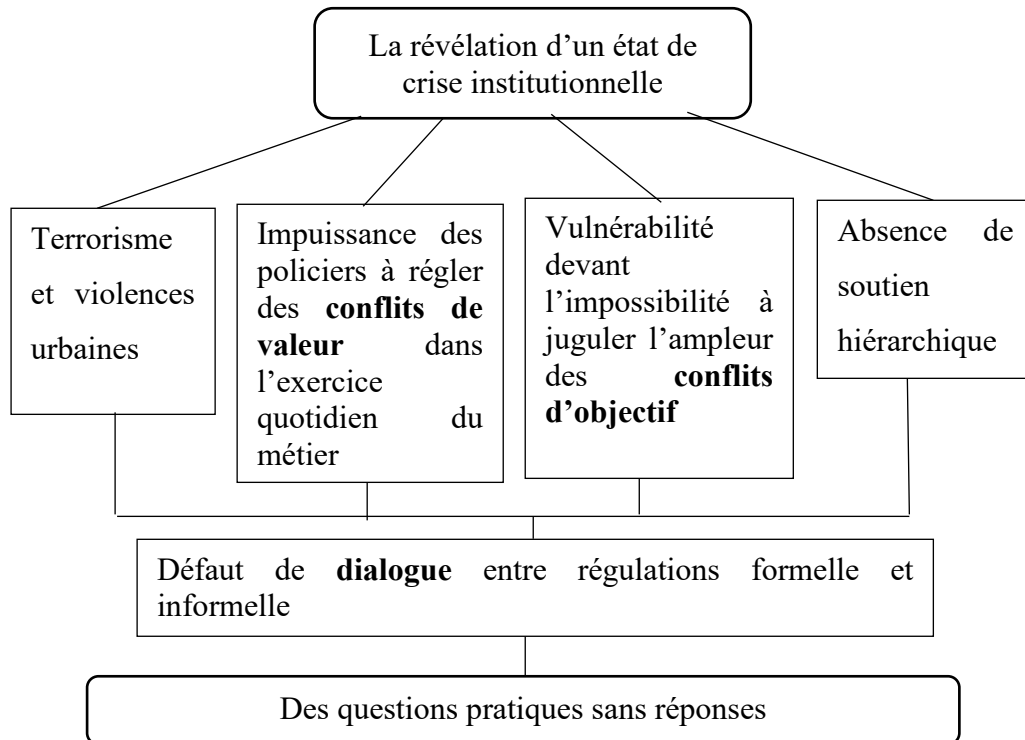 La révélation d’un état de
crise institutionnelle
Terrorisme
et violences
urbaines
Impuissance des
policiers à régler
des conflits de
valeur dans
l’exercice
quotidien du
métier
Vulnérabilité
devant
l’impossibilité à
juguler l’ampleur
des conflits
d’objectif
Absence de
soutien
hiérarchique
Défaut de dialogue entre régulations formelle et
informelle
Des questions pratiques sans réponses